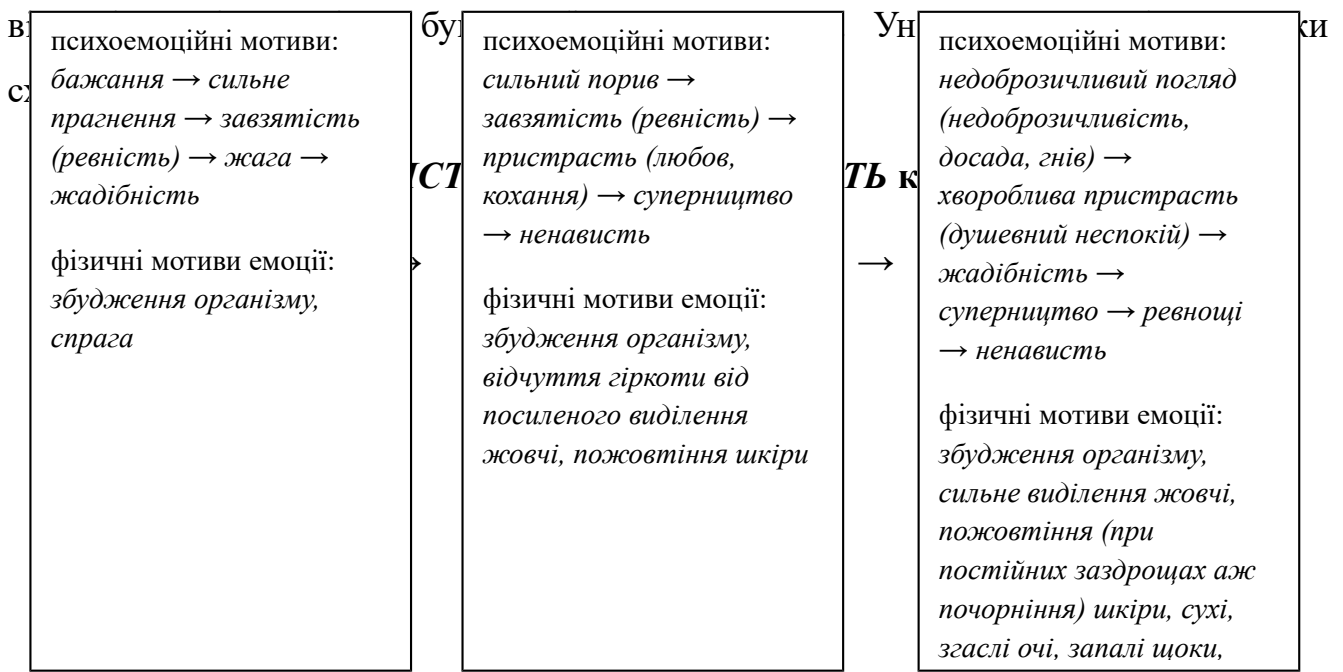 психоемоційні мотиви:
бажання → сильне
прагнення → завзятість
(ревність) → жага →
жадібність
фізичні мотиви емоції:
збудження організму,
спрага
психоемоційні мотиви:
сильний порив →
завзятість (ревність) →
пристрасть (любов,
кохання) → суперництво
→ ненависть
фізичні мотиви емоції:
збудження організму,
відчуття гіркоти від
посиленого виділення
жовчі, пожовтіння шкіри
→
психоемоційні мотиви:
недоброзичливий погляд
(недоброзичливість,
досада, гнів) →
хвороблива пристрасть
(душевний неспокій) →
жадібність →
суперництво → ревнощі
→ ненависть
фізичні мотиви емоції:
збудження організму,
сильне виділення жовчі,
пожовтіння (при
постійних заздрощах аж
почорніння) шкіри, сухі,
згаслі очі, запалі щоки,